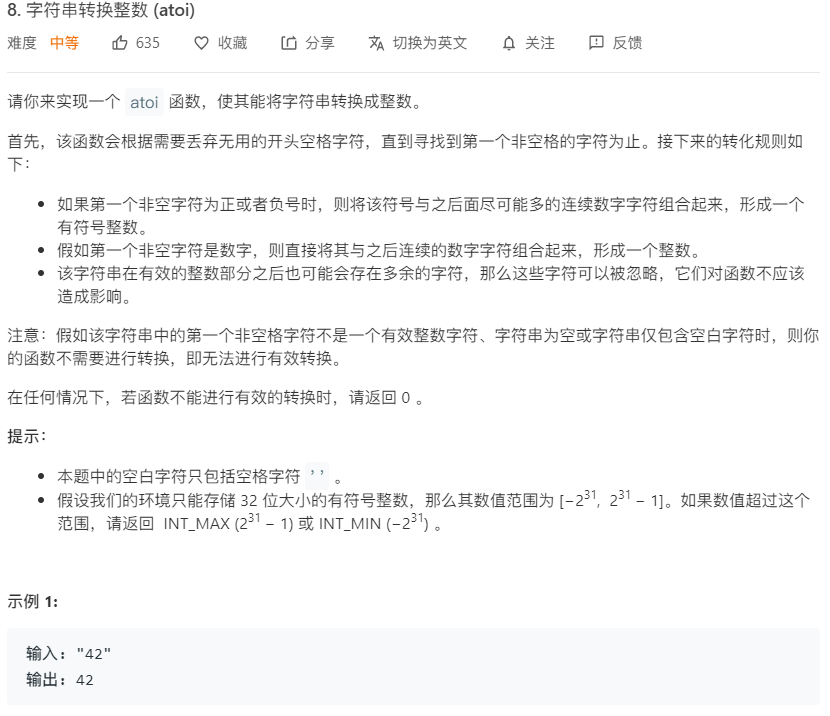 8. 字符串转换整数 (atoi)
难度 中等 635 收藏 分享 切换为英文 关注 反馈
请你来实现一个 atoi 函数，使其能将字符串转换成整数。
首先，该函数会根据需要丢弃无用的开头空格字符，直到寻找到第一个非空格的字符为止。接下来的转化规则如
下：
如果第一个非空字符为正或者负号时，则将该符号与之后面尽可能多的连续数字字符组合起来，形成一个
有符号整数。
假如第一个非空字符是数字，则直接将其与之后连续的数字字符组合起来，形成一个整数。
该字符串在有效的整数部分之后也可能会存在多余的字符，那么这些字符可以被忽略，它们对函数不应该
造成影响。
注意：假如该字符串中的第一个非空格字符不是一个有效整数字符、字符串为空或字符串仅包含空白字符时，则你
的函数不需要进行转换，即无法进行有效转换。
在任何情况下，若函数不能进行有效的转换时，请返回 0 。
提示：
本题中的空白字符只包括空格字符 ' ' 。
假设我们的环境只能存储 32 位大小的有符号整数，那么其数值范围为 [−2³¹, 2³¹ − 1]。如果数值超过这个
范围，请返回 INT_MAX (2³¹ − 1) 或 INT_MIN (−2³¹) 。
示例 1:
输入: "42"
输出: 42